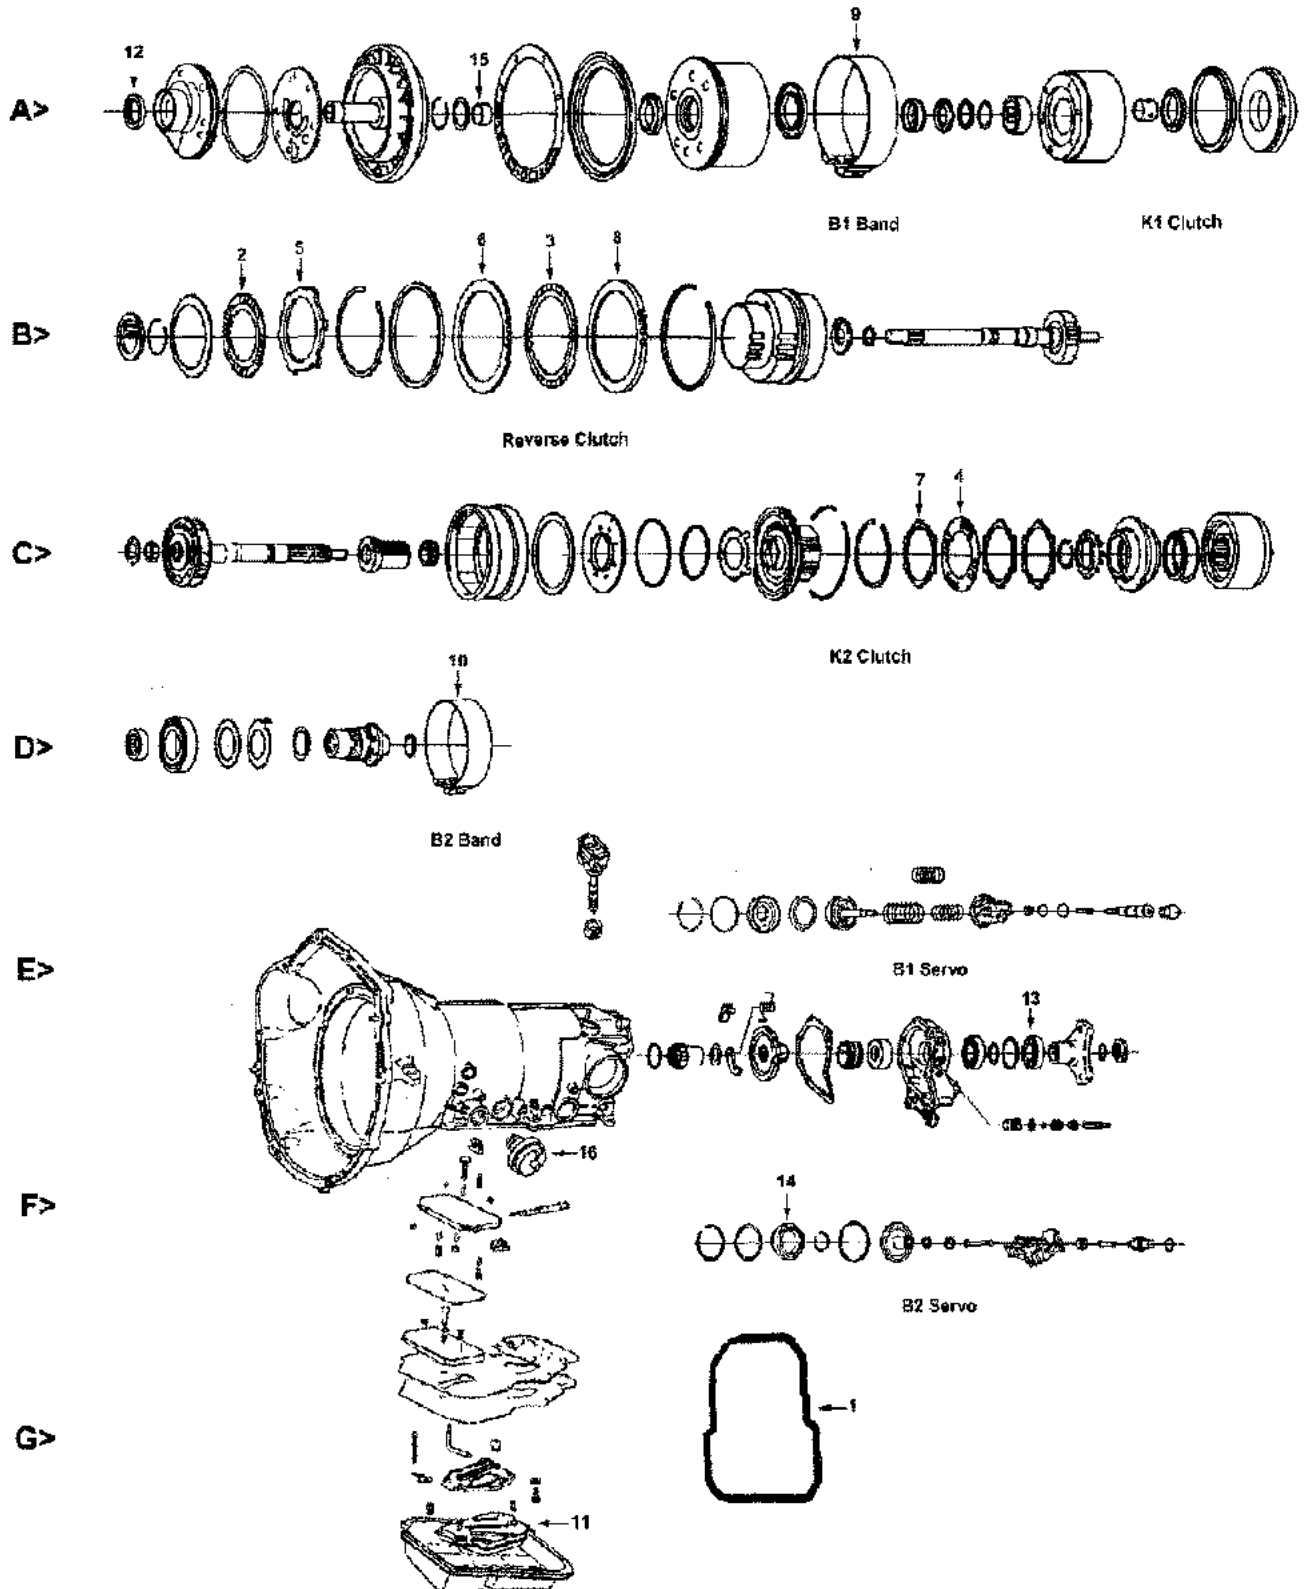 9
12
15
A>
B1 Band
K1 Clutch
6
3
8
5
2
B>
Reverse Clutch
7
4
C>
K2 Clutch
10
D>
B2 Band
E>
B1 Servo
13
16
14
F>
B2 Servo
1
G>
11